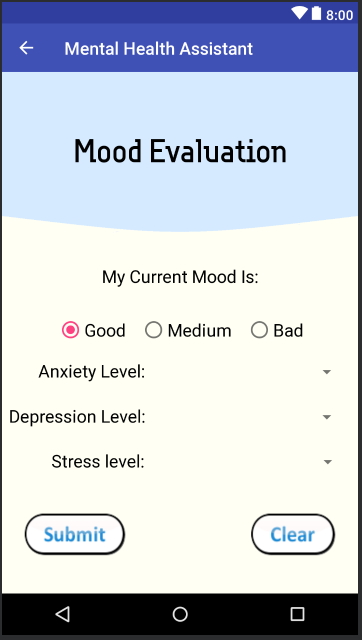 8:00
Mental Health Assistant
Mood Evaluation
My Current Mood Is:
Good Medium Bad
Anxiety Level:
Depression Level:
Stress level:
Submit Clear